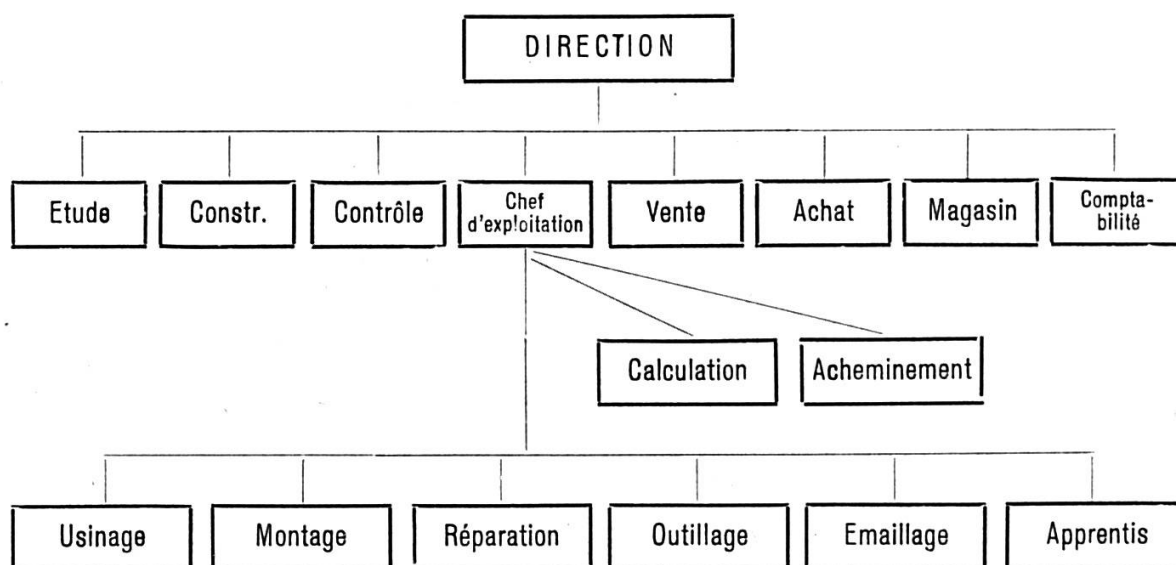 DIRECTION
Etude
Constr.
Contrôle
Chef
d'exploitation
Vente
Achat
Magasin
Compta-
bilité
Calculation
Acheminement
Usinage
Montage
Réparation
Outillage
Emaillage
Apprentis